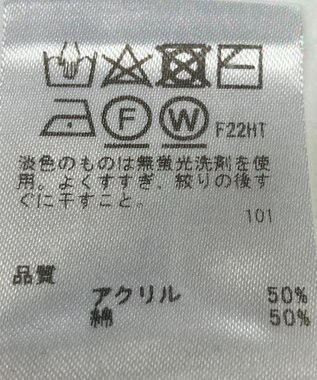 F W F22HT
淡色のものは無蛍光洗剤を使
用。よくすすぎ、絞りの後す
ぐに干すこと。
101
品質
アクリル 50%
綿 50%